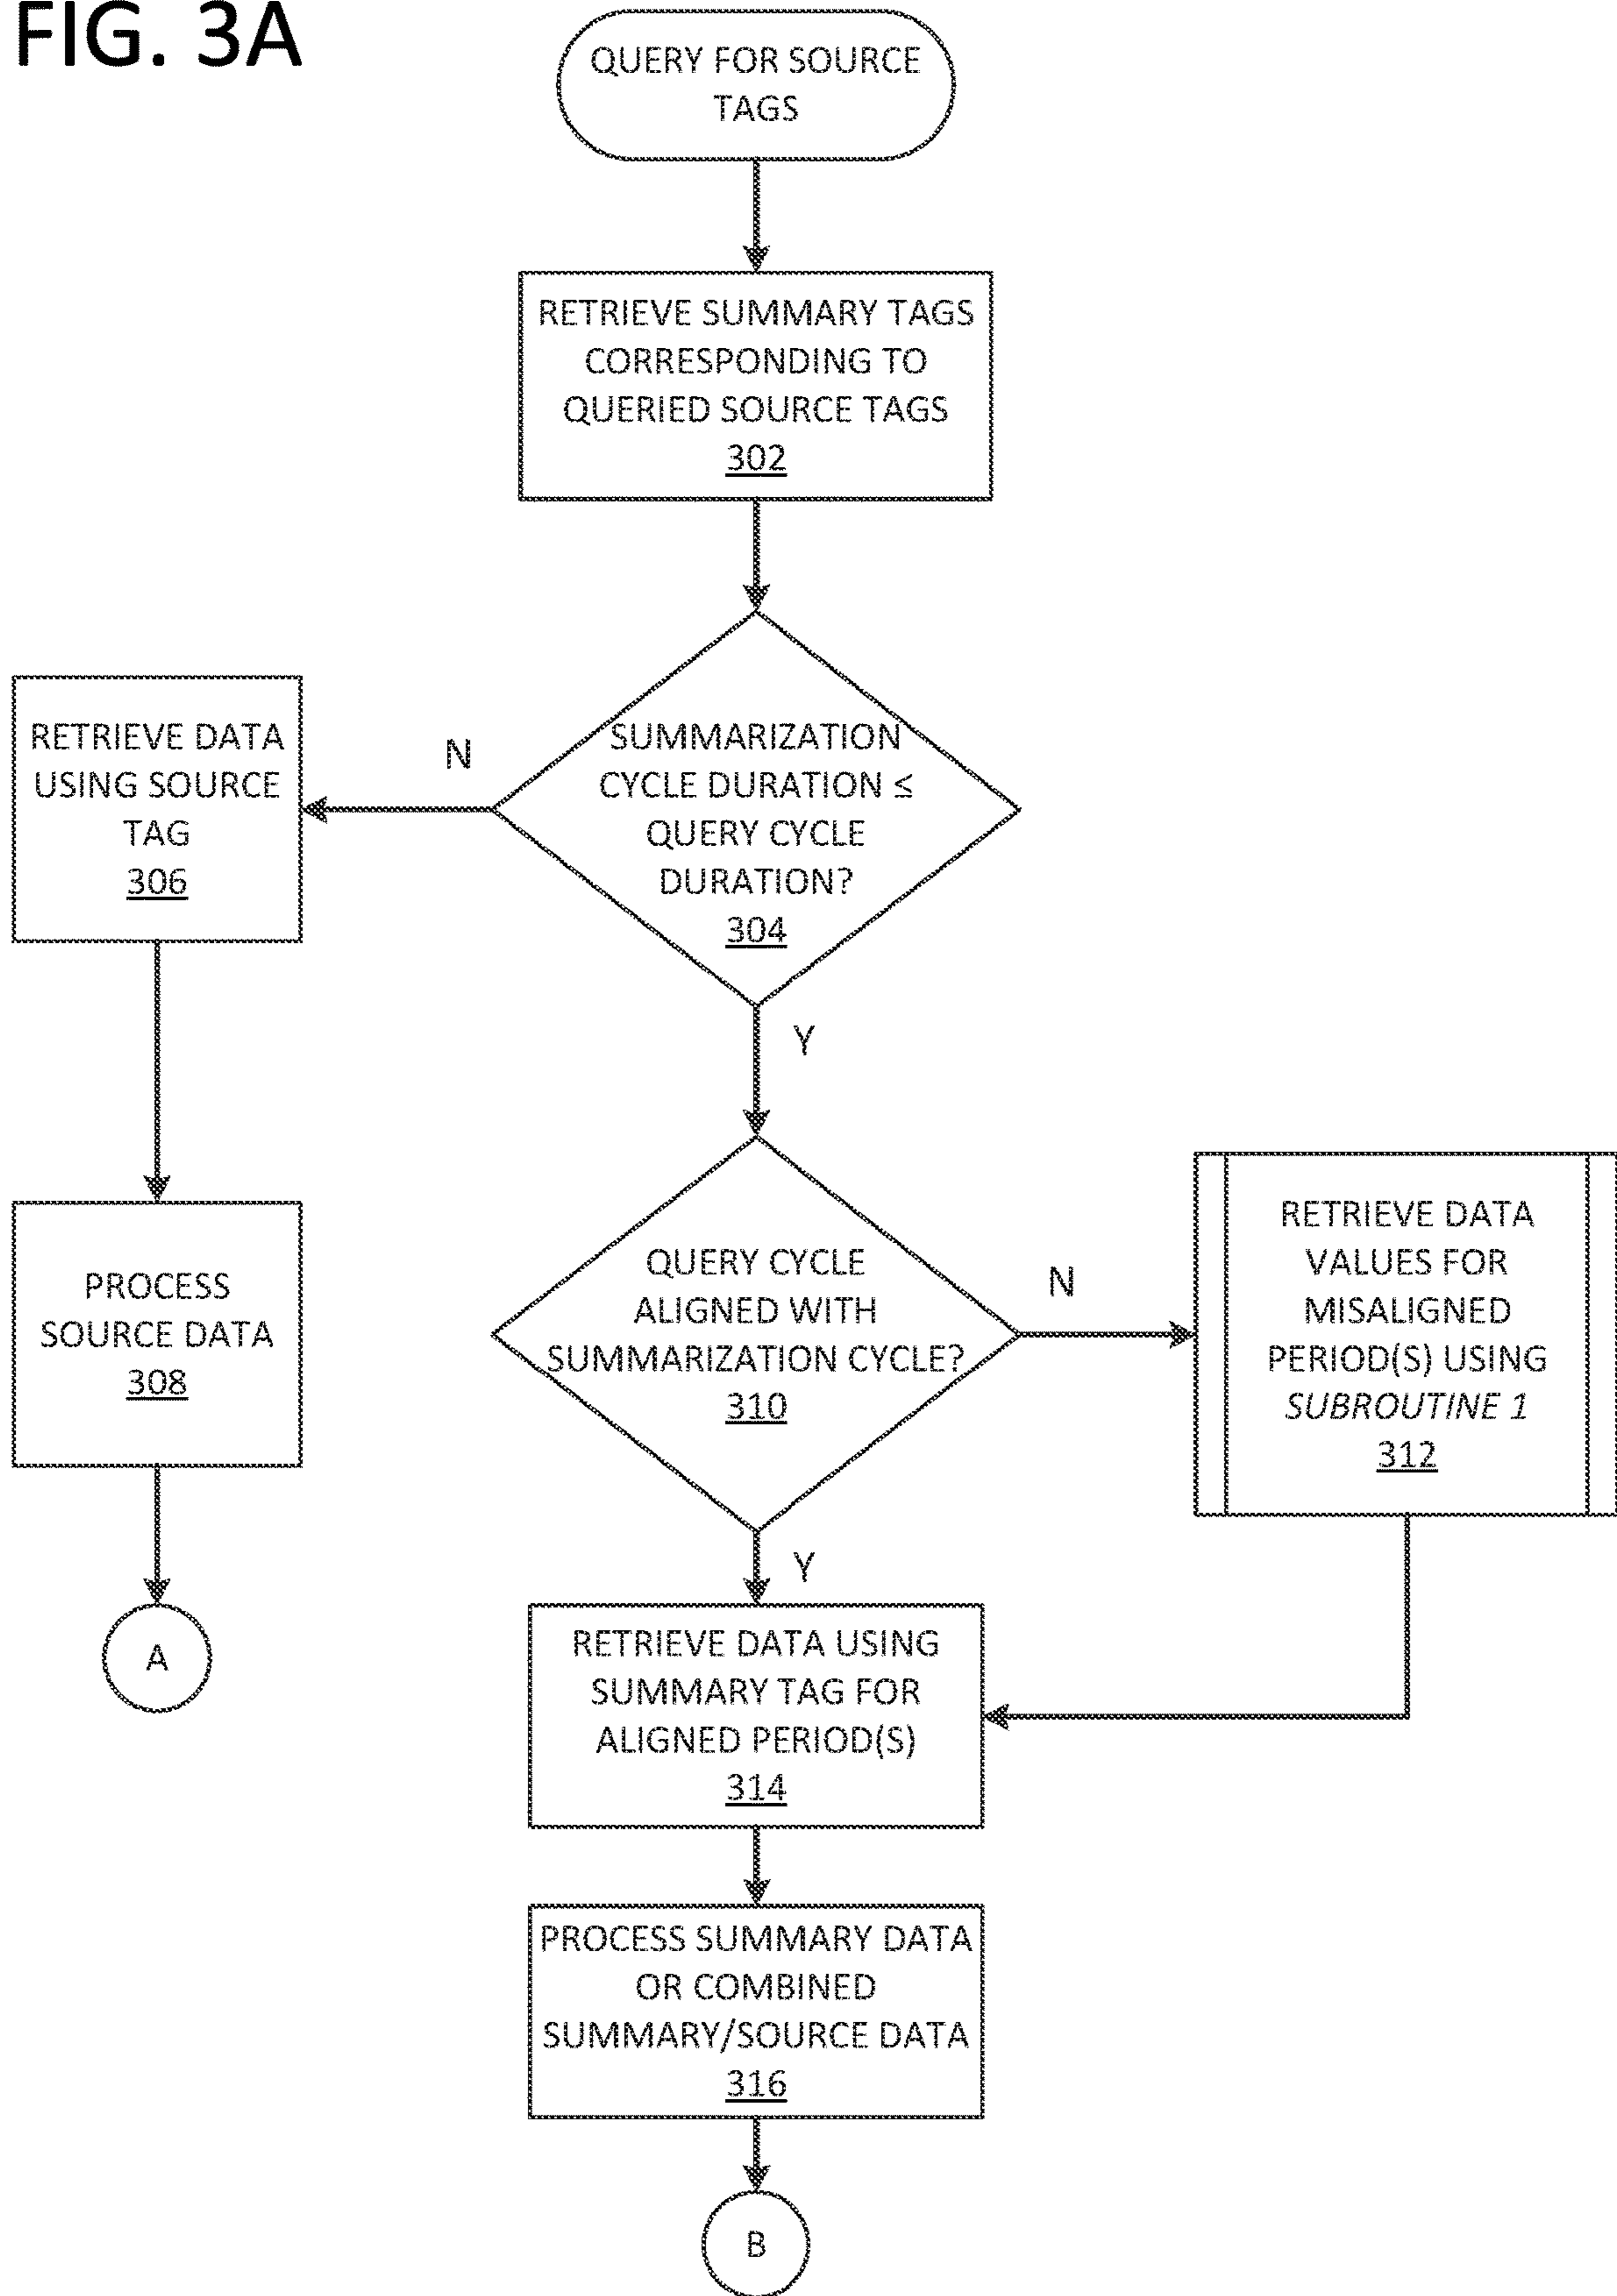 FIG. 3A
QUERY FOR SOURCE
TAGS
RETRIEVE SUMMARY TAGS
CORRESPONDING TO
QUERIED SOURCE TAGS
302
SUMMARIZATION
CYCLE DURATION ≤
QUERY CYCLE
DURATION?
304
N
Y
RETRIEVE DATA
USING SOURCE
TAG
306
PROCESS
SOURCE DATA
308
A
QUERY CYCLE
ALIGNED WITH
SUMMARIZATION CYCLE?
310
N
Y
RETRIEVE DATA
VALUES FOR
MISALIGNED
PERIOD(S) USING
SUBROUTINE 1
312
RETRIEVE DATA USING
SUMMARY TAG FOR
ALIGNED PERIOD(S)
314
PROCESS SUMMARY DATA
OR COMBINED
SUMMARY/SOURCE DATA
316
B